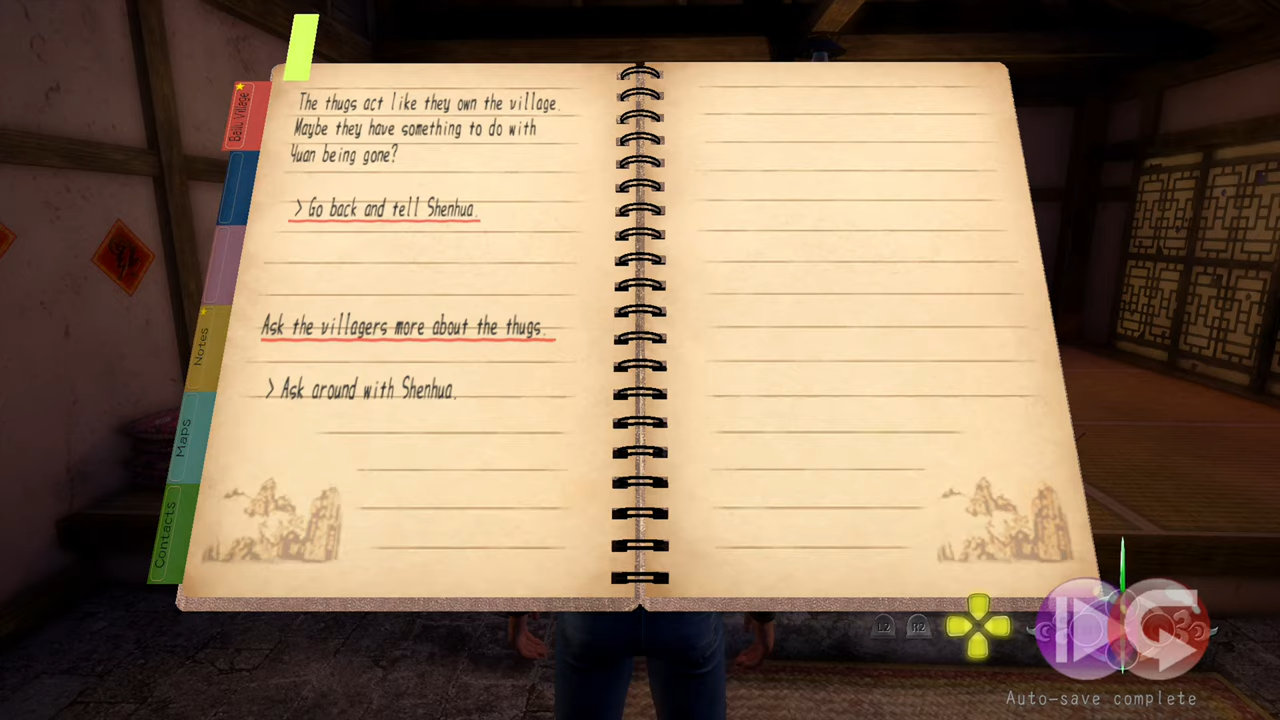 The thugs act like they own the village.
Maybe they have something to do with
Yuan being gone?
> Go back and tell Shenhua.
Ask the villagers more about the thugs.
> Ask around with Shenhua.
Bailu Village
Notes
Maps
Contacts
L2 R2
Auto-save complete